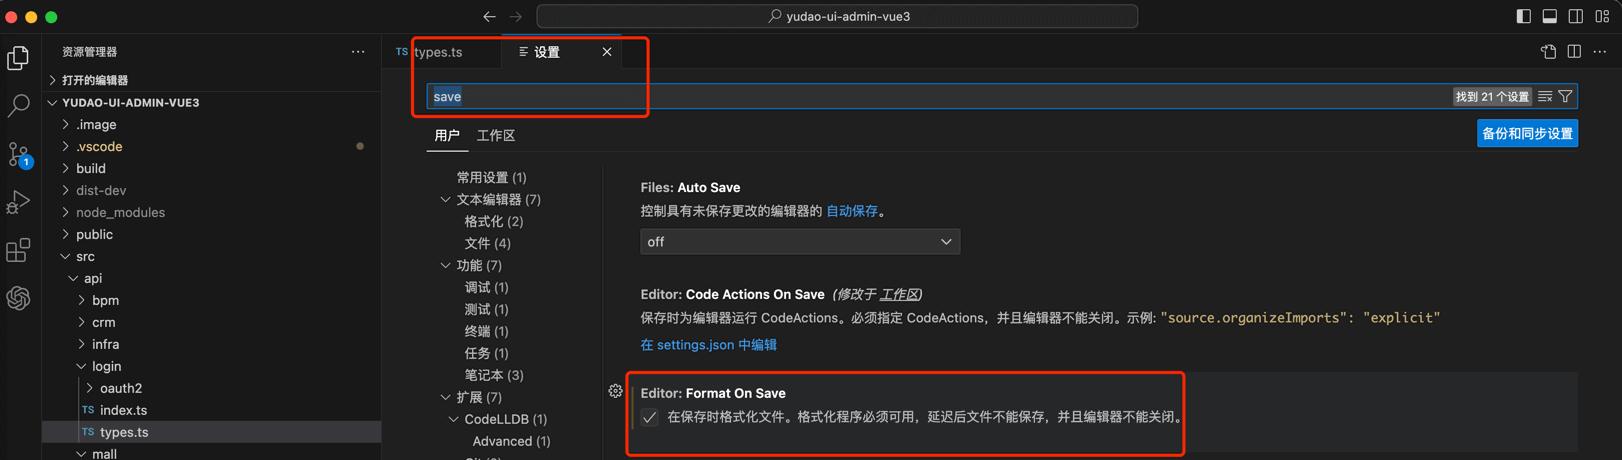 yudao-ui-admin-vue3
资源管理器
打开的编辑器
YUDAO-UI-ADMIN-VUE3
.image
.vscode
build
dist-dev
node_modules
public
src
api
bpm
crm
infra
login
oauth2
TS index.ts
TS types.ts
mall
1
TS types.ts
设置
save
找到 21 个设置
用户
工作区
备份和同步设置
常用设置 (1)
文本编辑器 (7)
格式化 (2)
文件 (4)
功能 (7)
调试 (1)
测试 (1)
终端 (1)
任务 (1)
笔记本 (3)
扩展 (7)
CodeLLDB (1)
Advanced (1)
Files: Auto Save
控制具有未保存更改的编辑器的 自动保存。
off
Editor: Code Actions On Save (修改于 工作区)
保存时为编辑器运行 CodeActions。必须指定 CodeActions，并且编辑器不能关闭。示例: "source.organizeImports": "explicit"
在 settings.json 中编辑
Editor: Format On Save
在保存时格式化文件。格式化程序必须可用，延迟后文件不能保存，并且编辑器不能关闭。